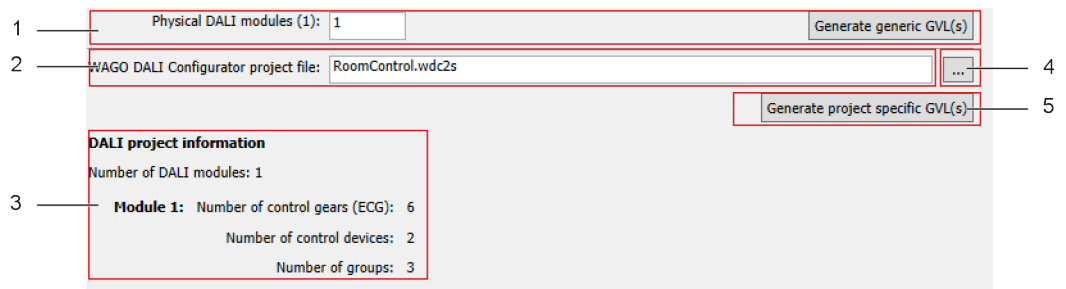 1 Physical DALI modules (1): 1 Generate generic GVL(s)
2 WAGO DALI Configurator project file: RoomControl.wdc2s ... 4
Generate project specific GVL(s) 5
DALI project information
Number of DALI modules: 1
3 Module 1: Number of control gears (ECG): 6
Number of control devices: 2
Number of groups: 3